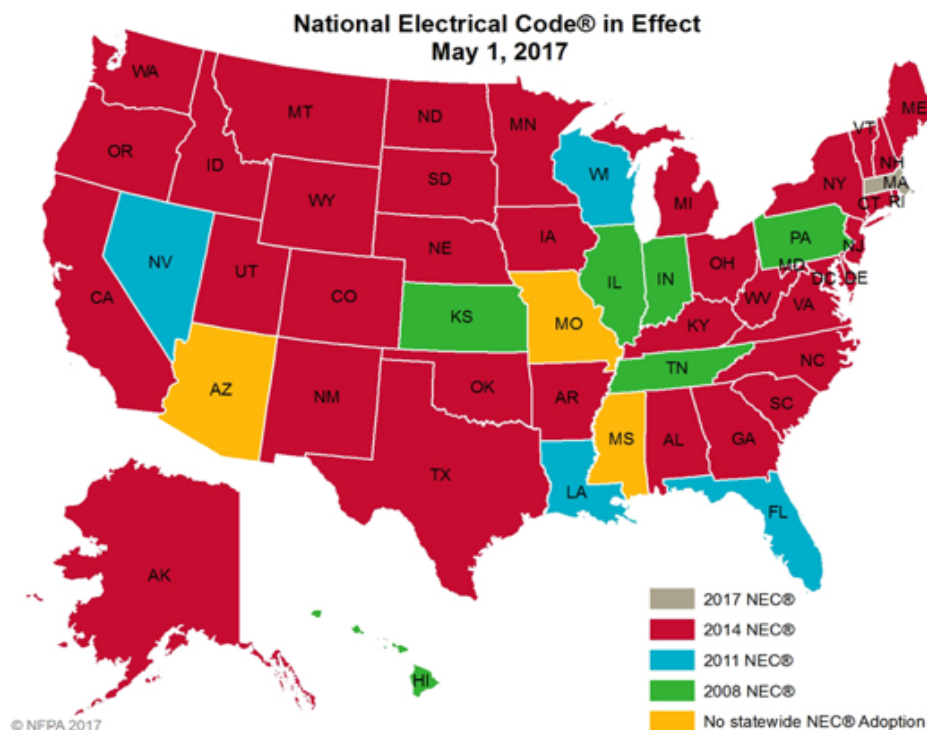 National Electrical Code® in Effect
May 1, 2017
WA
MT
ND
MN
ME
VT
NH
OR
ID
SD
WI
NY
MA
CT
RI
WY
MI
IA
NE
PA
NJ
OH
NV
UT
IL
IN
MD
DC
DE
CA
CO
WV
VA
KS
MO
KY
NC
TN
AZ
OK
NM
AR
SC
MS
AL
GA
TX
LA
FL
AK
HI
2017 NEC®
2014 NEC®
2011 NEC®
2008 NEC®
No statewide NEC® Adoption
© NFPA 2017